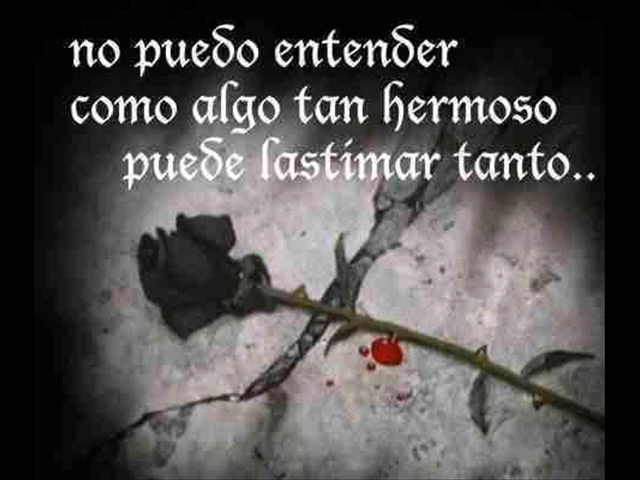 no puedo entender
como algo tan hermoso
puede lastimar tanto..